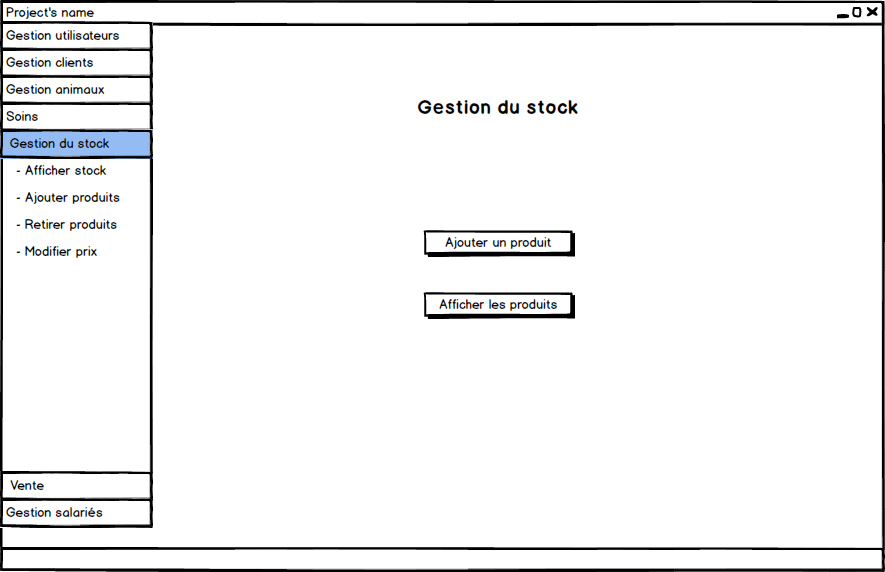 Project's name
Gestion utilisateurs
Gestion clients
Gestion animaux
Soins
Gestion du stock
- Afficher stock
- Ajouter produits
- Retirer produits
- Modifier prix
Vente
Gestion salariés
Gestion du stock
Ajouter un produit
Afficher les produits